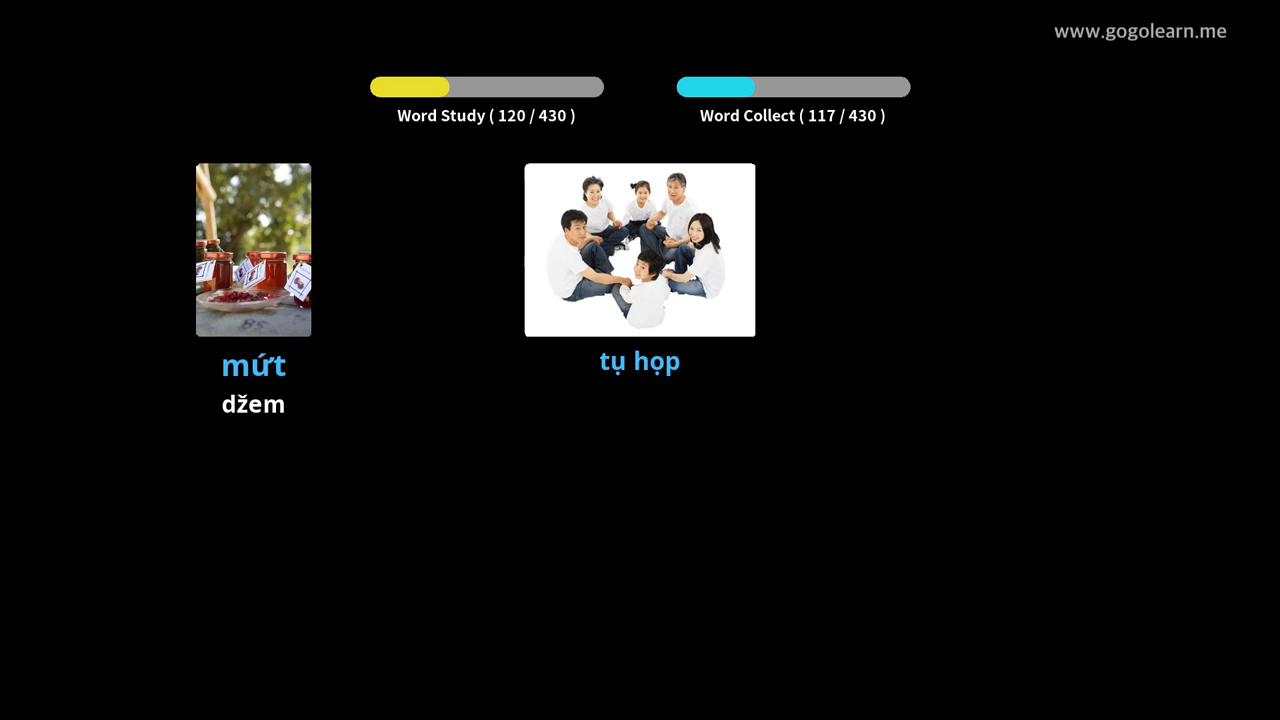 www.gogolearn.me
Word Study ( 120 / 430 )
Word Collect ( 117 / 430 )
mứt
džem
tụ họp